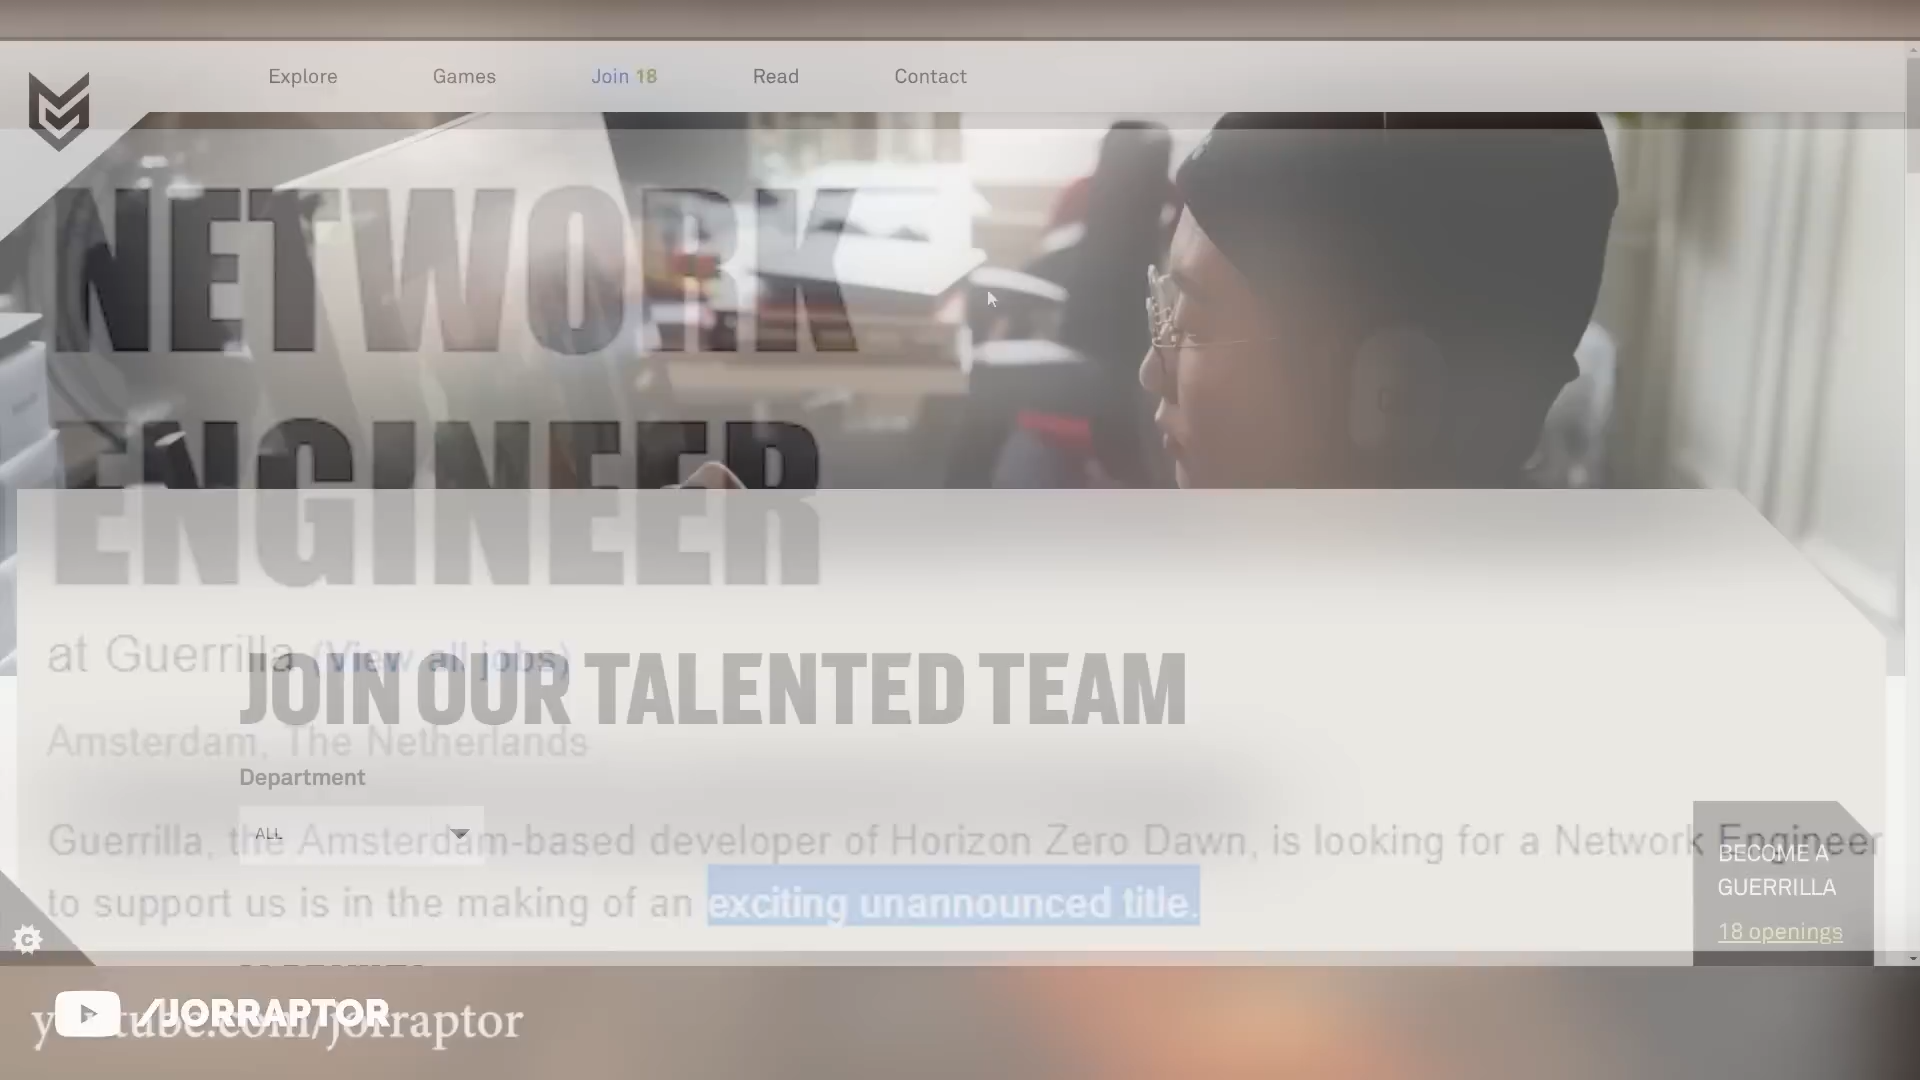 Explore Games Join 18 Read Contact
NETWORK
ENGINEER
at Guerrilla (View all jobs)
JOIN OUR TALENTED TEAM
Amsterdam, The Netherlands
Department
ALL
Guerrilla, the Amsterdam-based developer of Horizon Zero Dawn, is looking for a Network Engineer
to support us is in the making of an exciting unannounced title.
BECOME A
GUERRILLA
18 openings
/JORRAPTOR
youtube.com/jorraptor